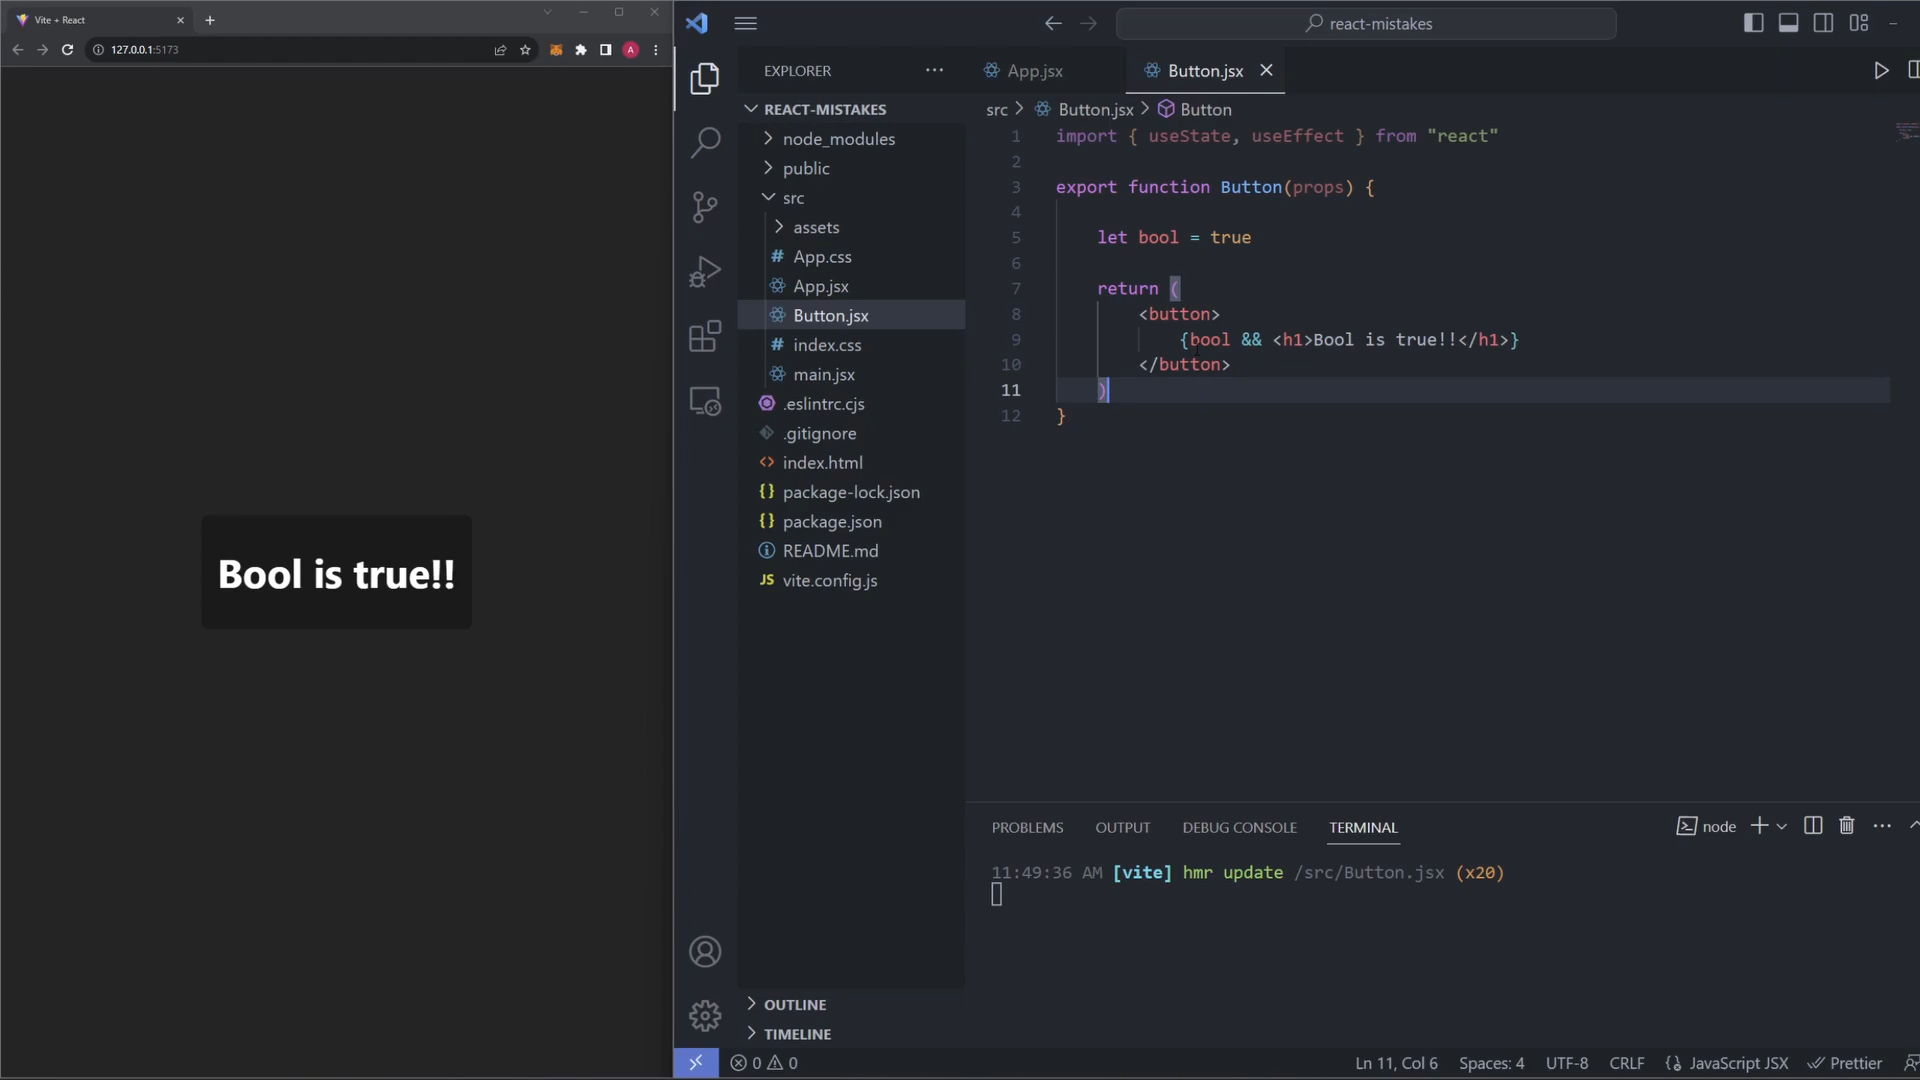 Vite + React
127.0.0.1:5173
A
Bool is true!!
react-mistakes
EXPLORER
REACT-MISTAKES
node_modules
public
src
assets
# App.css
App.jsx
Button.jsx
# index.css
main.jsx
.eslintrc.cjs
.gitignore
<> index.html
{} package-lock.json
{} package.json
README.md
JS vite.config.js
OUTLINE
TIMELINE
App.jsx
Button.jsx
src > Button.jsx > Button
1 import { useState, useEffect } from "react"
2
3 export function Button(props) {
4
5 let bool = true
6
7 return (
8 <button>
9 {bool && <h1>Bool is true!!</h1>}
10 </button>
11 )
12 }
PROBLEMS OUTPUT DEBUG CONSOLE TERMINAL
node
11:49:36 AM [vite] hmr update /src/Button.jsx (x20)
0 0
Ln 11, Col 6 Spaces: 4 UTF-8 CRLF {} JavaScript JSX Prettier